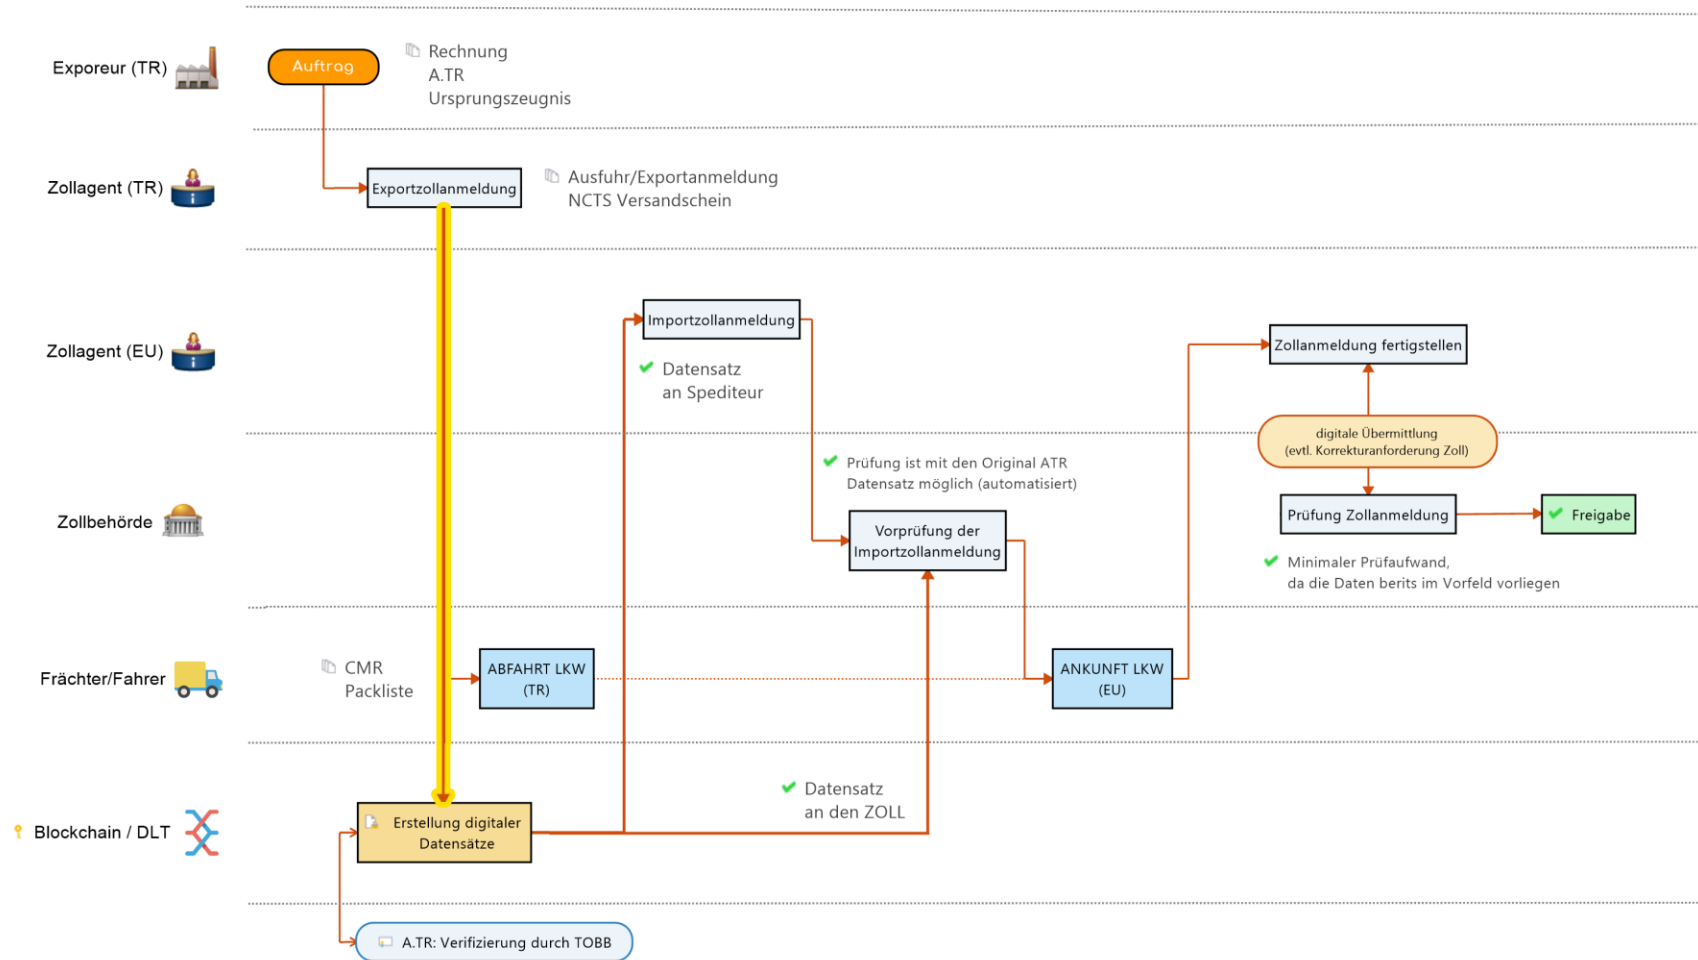 Exporeur (TR)
Auftrag
Rechnung
A.TR
Ursprungszeugnis
Zollagent (TR)
Exportzollanmeldung
Ausfuhr/Exportanmeldung
NCTS Versandschein
Zollagent (EU)
Importzollanmeldung
Datensatz
an Spediteur
Zollanmeldung fertigstellen
digitale Übermittlung
(evtl. Korrekturanforderung Zoll)
Zollbehörde
Prüfung ist mit den Original ATR
Datensatz möglich (automatisiert)
Vorprüfung der
Importzollanmeldung
Prüfung Zollanmeldung
Freigabe
Minimaler Prüfaufwand,
da die Daten berits im Vorfeld vorliegen
Frächter/Fahrer
CMR
Packliste
ABFAHRT LKW
(TR)
ANKUNFT LKW
(EU)
Blockchain / DLT
Erstellung digitaler
Datensätze
Datensatz
an den ZOLL
A.TR: Verifizierung durch TOBB